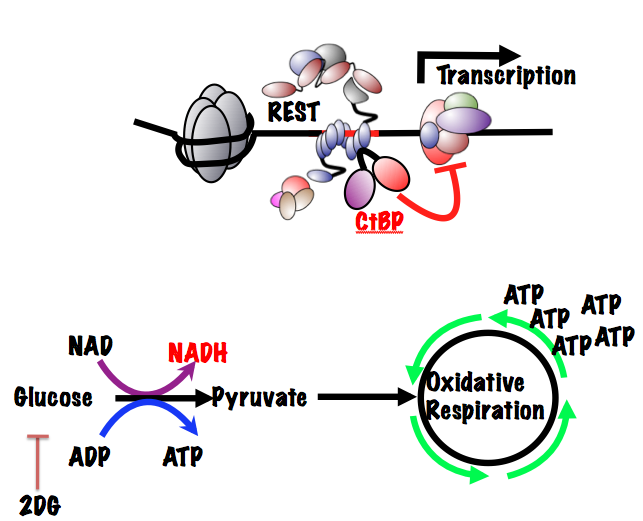 Transcription
REST
CtBP
ATP
ATP
ATP
ATP ATP
NAD
NADH
Glucose
Pyruvate
Oxidative
Respiration
ADP
ATP
2DG